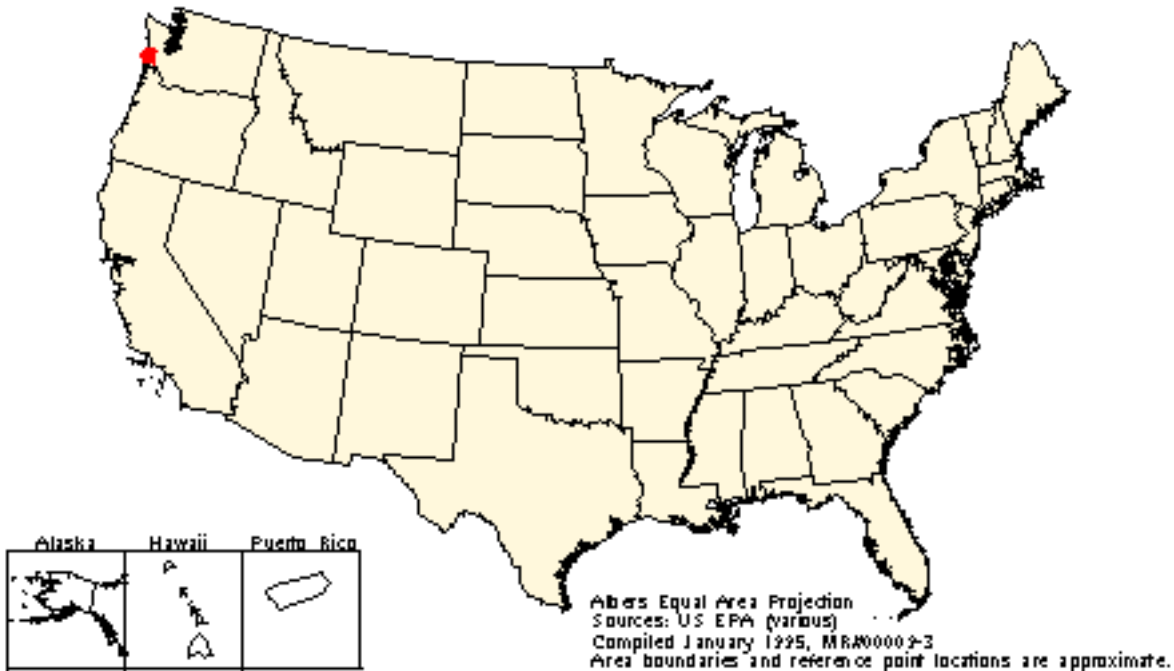 Alaska
Hawaii
Puerto Rico
Albers Equal Area Projection
Sources: US EPA (various)
Compiled January 1995, MR#00009-3
Area boundaries and reference point locations are approximate.